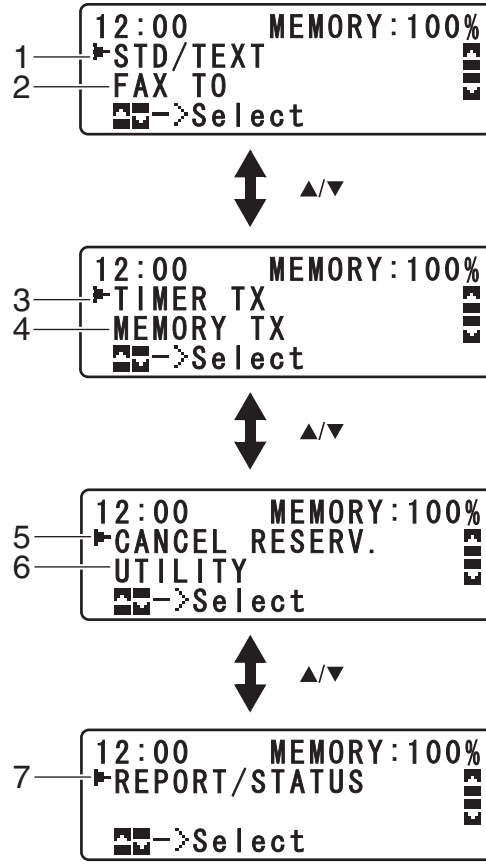 12:00 MEMORY:100%
1 STD/TEXT
2 FAX TO
->Select
▲/▼
12:00 MEMORY:100%
3 TIMER TX
4 MEMORY TX
->Select
▲/▼
12:00 MEMORY:100%
5 CANCEL RESERV.
6 UTILITY
->Select
▲/▼
12:00 MEMORY:100%
7 REPORT/STATUS
->Select